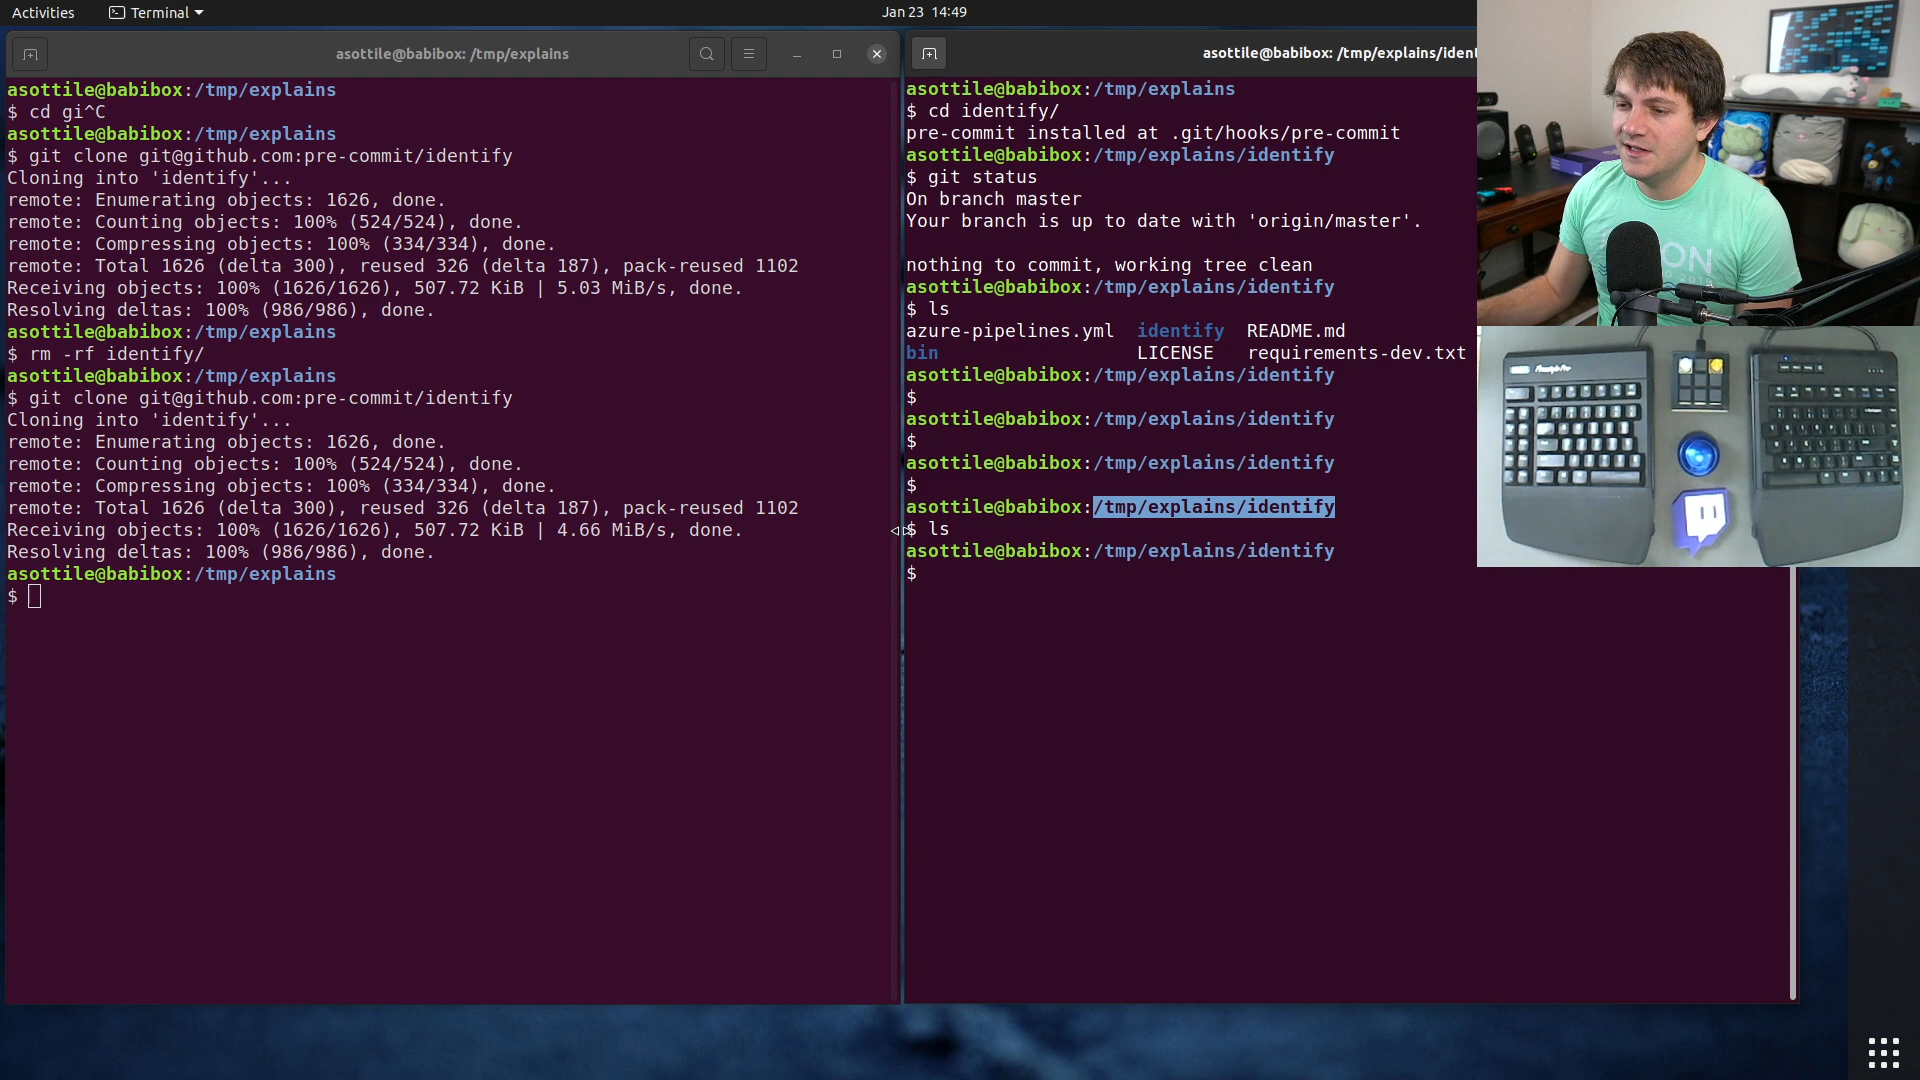 Activities
Terminal
Jan 23 14:49
asottile@babibox: /tmp/explains
asottile@babibox:/tmp/explains
$ cd gi^C
asottile@babibox:/tmp/explains
$ git clone git@github.com:pre-commit/identify
Cloning into 'identify'...
remote: Enumerating objects: 1626, done.
remote: Counting objects: 100% (524/524), done.
remote: Compressing objects: 100% (334/334), done.
remote: Total 1626 (delta 300), reused 326 (delta 187), pack-reused 1102
Receiving objects: 100% (1626/1626), 507.72 KiB | 5.03 MiB/s, done.
Resolving deltas: 100% (986/986), done.
asottile@babibox:/tmp/explains
$ rm -rf identify/
asottile@babibox:/tmp/explains
$ git clone git@github.com:pre-commit/identify
Cloning into 'identify'...
remote: Enumerating objects: 1626, done.
remote: Counting objects: 100% (524/524), done.
remote: Compressing objects: 100% (334/334), done.
remote: Total 1626 (delta 300), reused 326 (delta 187), pack-reused 1102
Receiving objects: 100% (1626/1626), 507.72 KiB | 4.66 MiB/s, done.
Resolving deltas: 100% (986/986), done.
asottile@babibox:/tmp/explains
$
asottile@babibox: /tmp/explains/ident
asottile@babibox:/tmp/explains
$ cd identify/
pre-commit installed at .git/hooks/pre-commit
asottile@babibox:/tmp/explains/identify
$ git status
On branch master
Your branch is up to date with 'origin/master'.
nothing to commit, working tree clean
asottile@babibox:/tmp/explains/identify
$ ls
azure-pipelines.yml identify README.md
bin LICENSE requirements-dev.txt
asottile@babibox:/tmp/explains/identify
$
asottile@babibox:/tmp/explains/identify
$
asottile@babibox:/tmp/explains/identify
$
asottile@babibox:/tmp/explains/identify
$ ls
asottile@babibox:/tmp/explains/identify
$